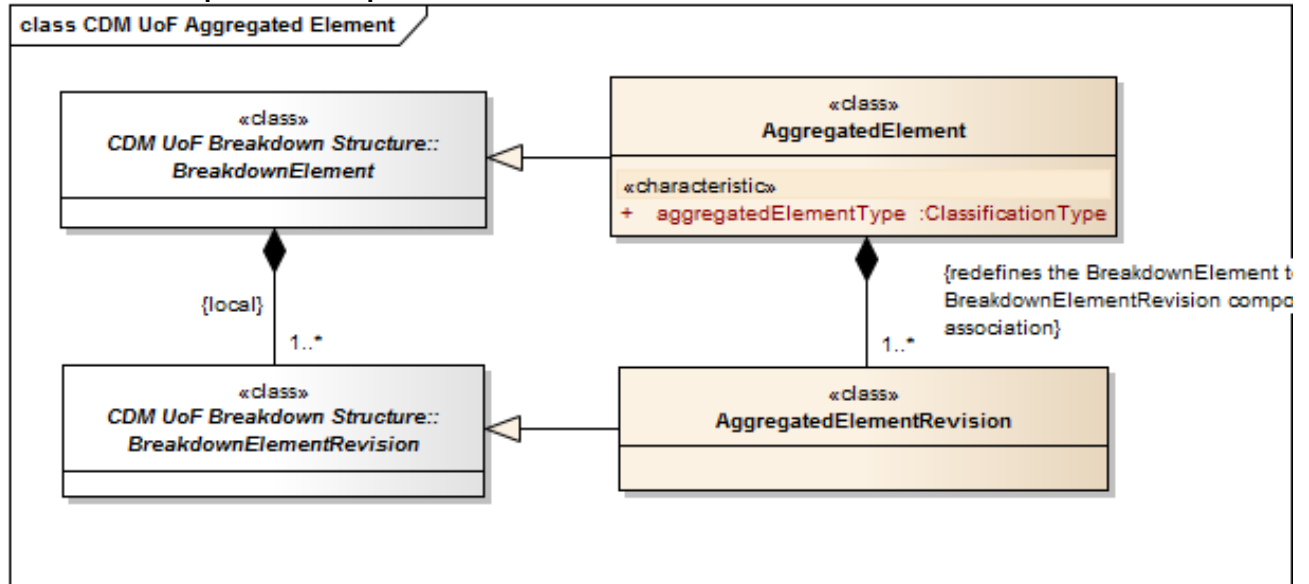 class CDM UoF Aggregated Element
«class»
CDM UoF Breakdown Structure::
BreakdownElement
«class»
AggregatedElement
«characteristic»
+ aggregatedElementType :ClassificationType
{local}
1..*
{redefines the BreakdownElement
BreakdownElementRevision
association}
1..*
«class»
CDM UoF Breakdown Structure::
BreakdownElementRevision
«class»
AggregatedElementRevision